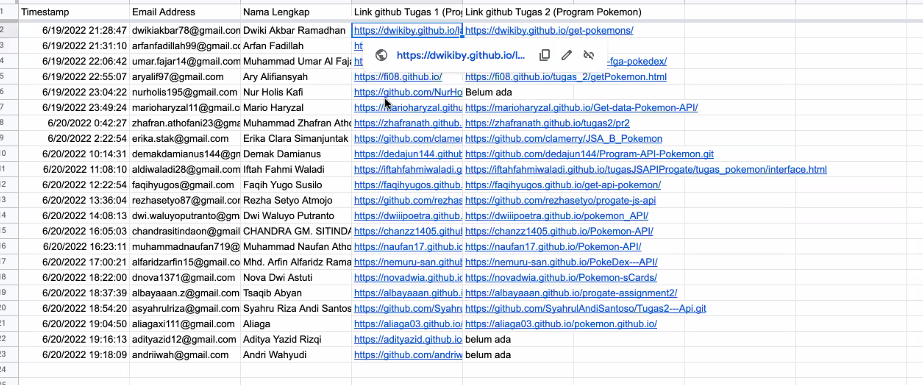 1 Timestamp Email Address Nama Lengkap Link github Tugas 1 (Prog Link github Tugas 2 (Program Pokemon)
2 6/19/2022 21:28:47 dwikiakbar78@gmail.com Dwiki Akbar Ramadhan https://dwikiby.github.io/la https://dwikiby.github.io/get-pokemons/
3 6/19/2022 21:31:10 arfanfadillah99@gmail.c Arfan Fadillah ht
https://dwikiby.github.io/l...
4 6/19/2022 22:06:42 umar.fajar14@gmail.com Muhammad Umar Al Faja ht -fga-pokedex/
5 6/19/2022 22:55:07 aryalif97@gmail.com Ary Alifiansyah https://fi08.github.io/ https://fi08.github.io/tugas_2/getPokemon.html
6 6/19/2022 23:04:22 nurholis195@gmail.com Nur Holis Kafi https://github.com/NurHo Belum ada
7 6/19/2022 23:49:24 marioharyzal11@gmail.c Mario Haryzal https://marioharyzal.githu https://marioharyzal.github.io/Get-data-Pokemon-API/
8 6/20/2022 0:42:27 zhafran.athofani23@gma Muhammad Zhafran Atho https://zhafranath.github. https://zhafranath.github.io/tugas2/pr2
9 6/20/2022 2:22:54 erika.stak@gmail.com Erika Clara Simanjuntak https://github.com/clamer https://github.com/clamerry/JSA_B_Pokemon
10 6/20/2022 10:14:31 demakdamianus144@gm Demak Damianus https://dedajun144.githut https://github.com/dedajun144/Program-API-Pokemon.git
11 6/20/2022 11:08:10 aldiwaladi28@gmail.com Iftah Fahmi Waladi https://iftahfahmiwaladi.g https://iftahfahmiwaladi.github.io/tugasJSAPIProgate/tugas_pokemon/interface.html
12 6/20/2022 12:22:54 faqihyugos@gmail.com Faqih Yugo Susilo https://faqihyugos.github. https://faqihyugos.github.io/get-api-pokemon/
13 6/20/2022 13:36:04 rezhasetyo87@gmail.cor Rezha Setyo Atmojo https://github.com/rezhas https://github.com/rezhasetyo/progate-js-api
14 6/20/2022 14:08:13 dwi.waluyoputranto@gm Dwi Waluyo Putranto https://dwiiipoetra.github. https://dwiiipoetra.github.io/pokemon_API/
15 6/20/2022 16:05:03 chandrasitindaon@gmail CHANDRA GM. SITINDA https://chanzz1405.github https://chanzz1405.github.io/Pokemon-API/
16 6/20/2022 16:23:11 muhammadnaufan719@ Muhammad Naufan Atho https://naufan17.github.io https://naufan17.github.io/Pokemon-API/
17 6/20/2022 17:00:21 alfaridzarfin15@gmail.co Mhd. Arfin Alfaridz Rama https://nemuru-san.githu https://nemuru-san.github.io/PokeDex---API/
18 6/20/2022 18:22:00 dnova1371@gmail.com Nova Dwi Astuti https://novadwia.github.ic https://novadwia.github.io/Pokemon-sCards/
19 6/20/2022 18:37:39 albayaaan.z@gmail.com Tsaqib Abyan https://albayaaan.github. https://albayaaan.github.io/progate-assignment2/
20 6/20/2022 18:54:20 asyahrulriza@gmail.com Syahru Riza Andi Santos https://github.com/Syahru https://github.com/SyahrulAndiSantoso/Tugas2---Api.git
21 6/20/2022 19:04:50 aliagaxi111@gmail.com Aliaga https://aliaga03.github.io/ https://aliaga03.github.io/pokemon.github.io/
22 6/20/2022 19:16:13 adityazid12@gmail.com Aditya Yazid Rizqi https://adityazid.github.io belum ada
23 6/20/2022 19:18:09 andriiwah@gmail.com Andri Wahyudi https://github.com/andriw belum ada